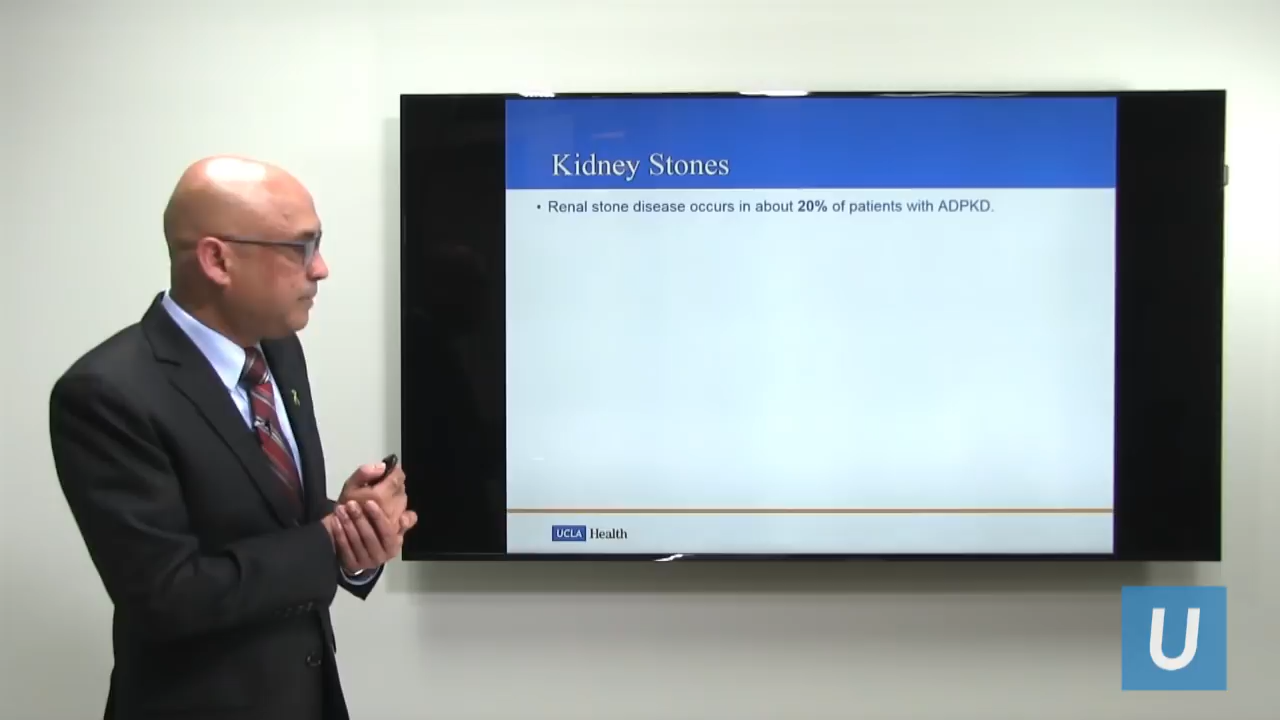 Kidney Stones
• Renal stone disease occurs in about 20% of patients with ADPKD.
UCLA Health
U